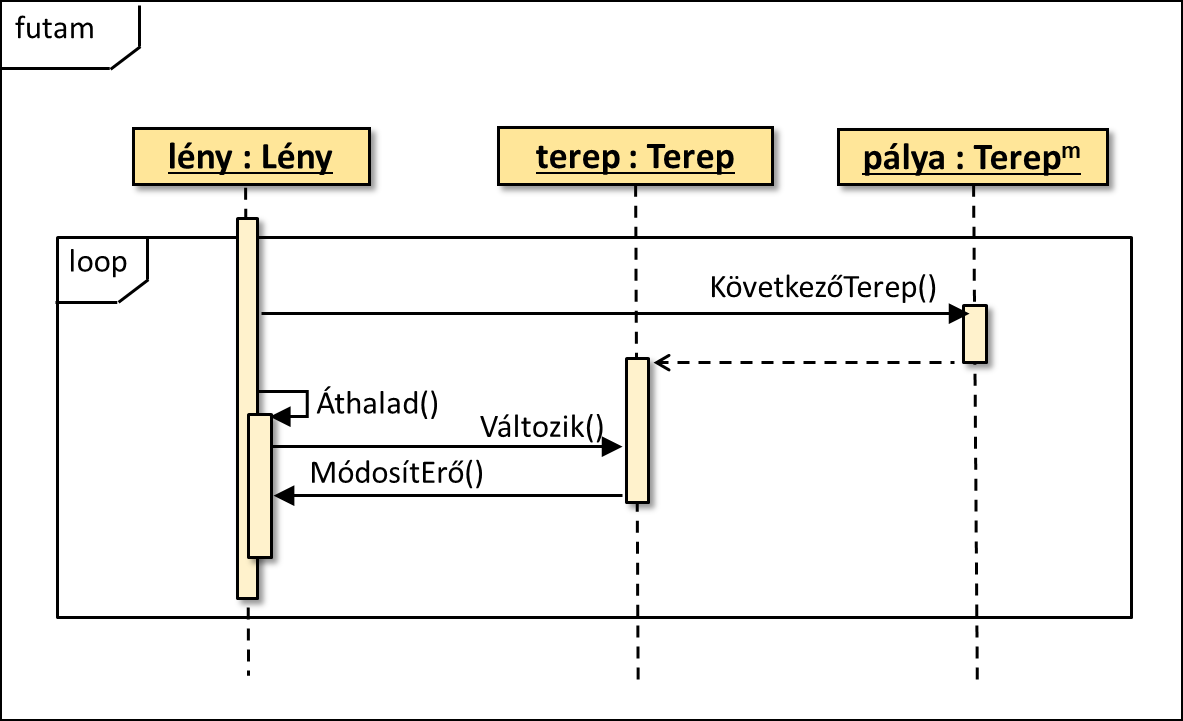 futam
lény : Lény
terep : Terep
pálya : Terepᵐ
loop
KövetkezőTerep()
Áthalad()
Változik()
MódosítErő()